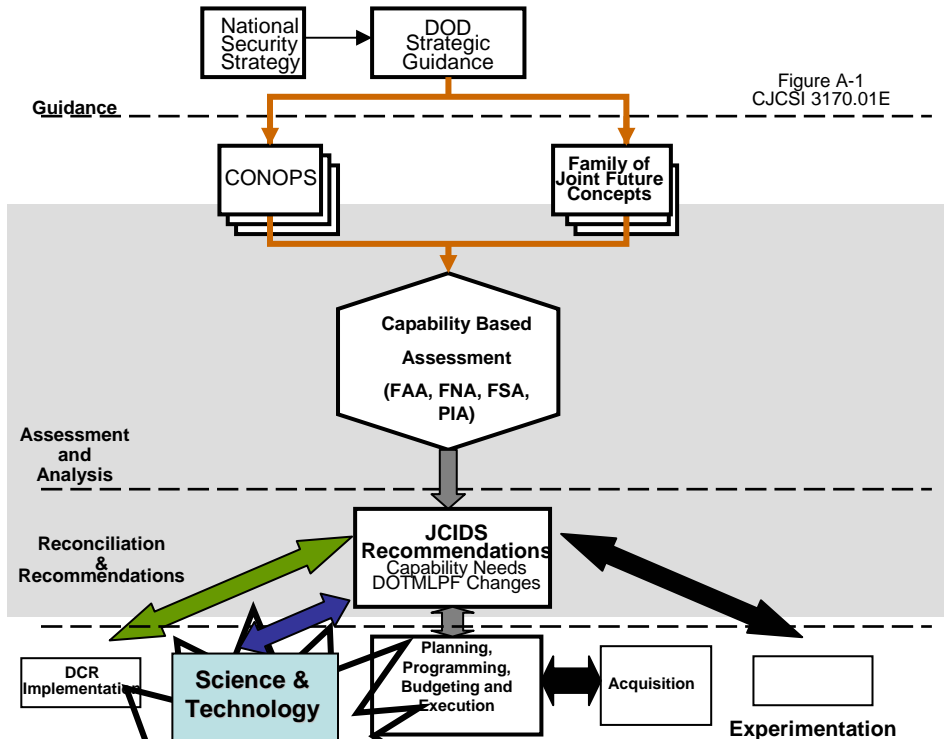 National
Security
Strategy
DOD
Strategic
Guidance
Figure A-1
CJCSI 3170.01E
Guidance
CONOPS
Family of
Joint Future
Concepts
Capability Based
Assessment
(FAA, FNA, FSA,
PIA)
Assessment
and
Analysis
Reconciliation
&
Recommendations
JCIDS
Recommendations
Capability Needs
DOTMLPF Changes
DCR
Implementation
Science &
Technology
Planning,
Programming,
Budgeting and
Execution
Acquisition
Experimentation